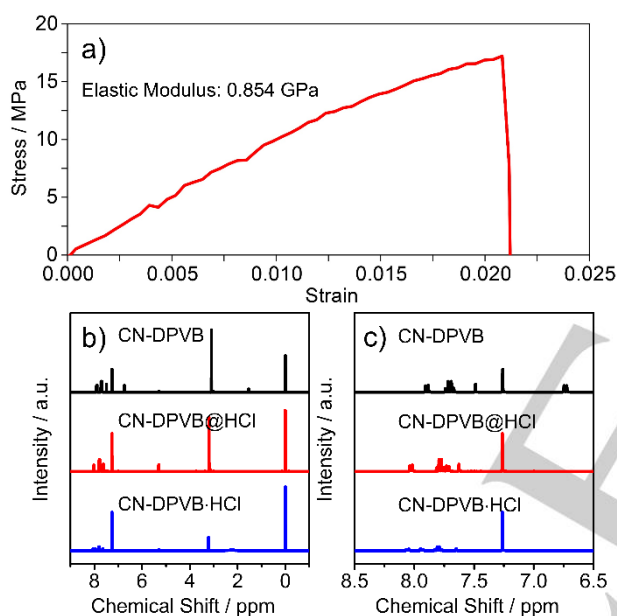 20
a)
15
Elastic Modulus: 0.854 GPa
10
5
0
Stress / MPa
0.000 0.005 0.010 0.015 0.020 0.025
Strain
b)
CN-DPVB
CN-DPVB@HCl
CN-DPVB·HCl
Intensity / a.u.
8 6 4 2 0
Chemical Shift / ppm
c)
CN-DPVB
CN-DPVB@HCl
CN-DPVB·HCl
Intensity / a.u.
8.5 8.0 7.5 7.0 6.5
Chemical Shift / ppm